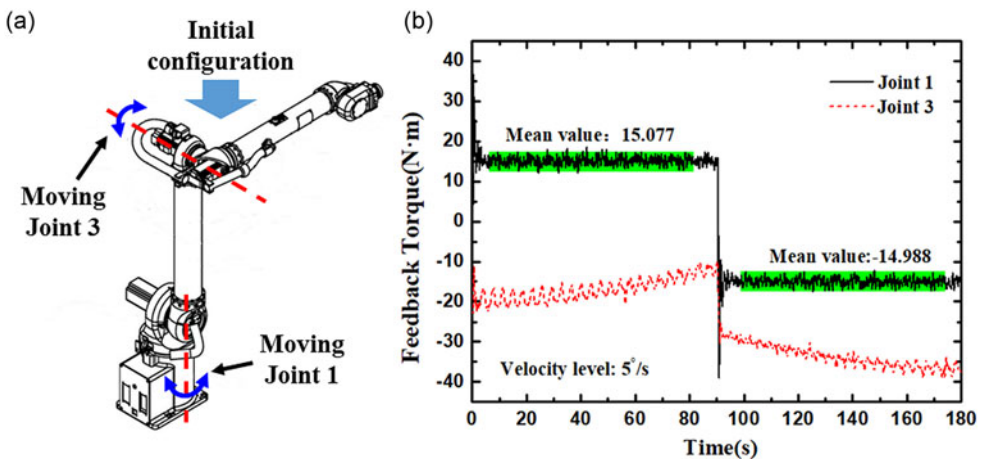 (a)
Initial
configuration
Moving
Joint 3
Moving
Joint 1
(b)
Feedback Torque(N·m)
40
35
30
20
10
0
-10
-20
-30
-40
-45
Joint 1
Joint 3
Mean value: 15.077
Mean value:-14.988
Velocity level: 5°/s
0 20 40 60 80 100 120 140 160 180
Time(s)